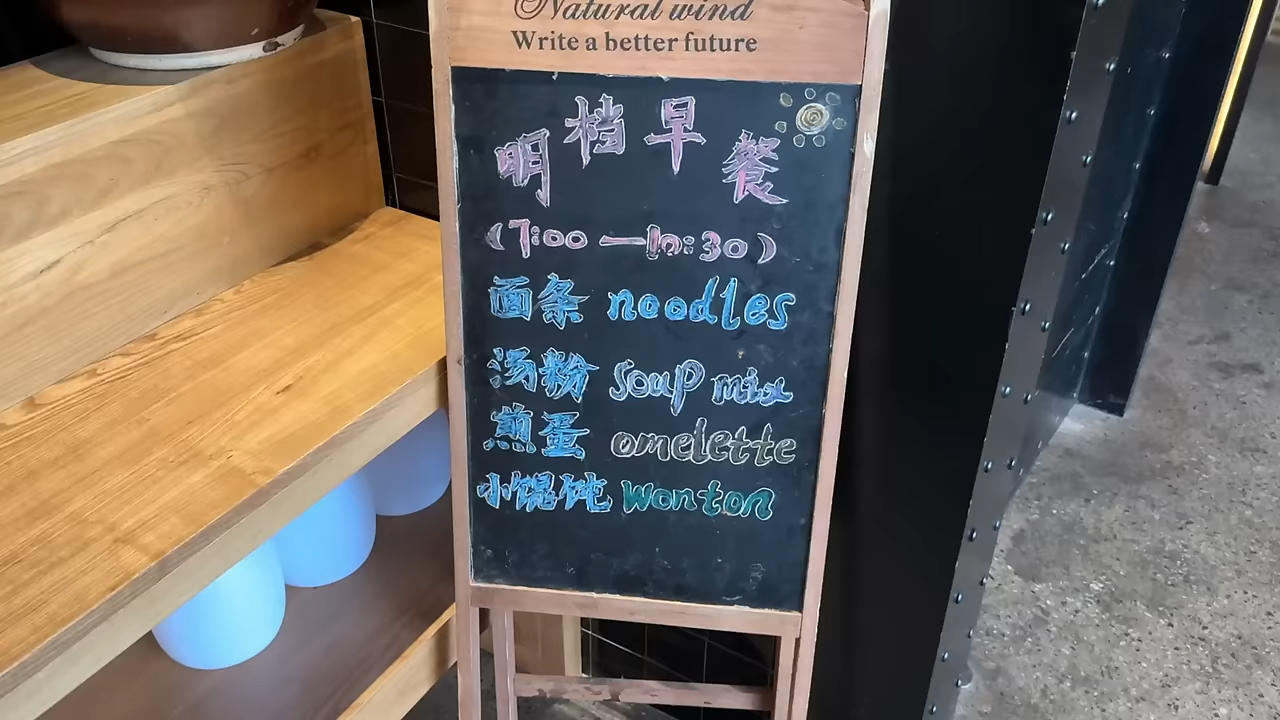 Natural wind
Write a better future
明档早餐
(7:00—10:30)
面条 noodles
汤粉 soup mix
煎蛋 omelette
小馄饨 wonton